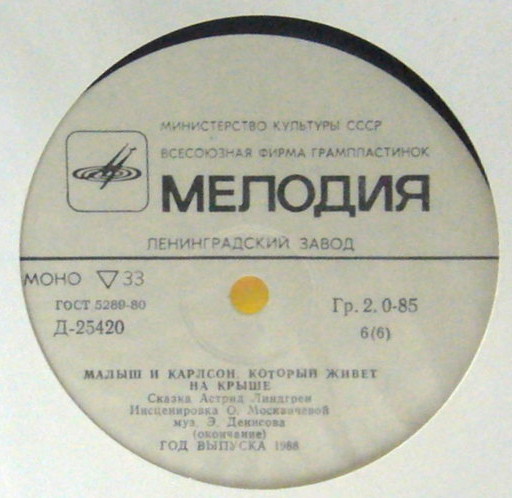 МИНИСТЕРСТВО КУЛЬТУРЫ СССР
ВСЕСОЮЗНАЯ ФИРМА ГРАМПЛАСТИНОК
МЕЛОДИЯ
ЛЕНИНГРАДСКИЙ ЗАВОД
МОНО ▽ 33
ГОСТ 5289-80
Д-25420
Гр. 2. 0-85
6(6)
МАЛЫШ И КАРЛСОН, КОТОРЫЙ ЖИВЕТ
НА КРЫШЕ
Сказка Астрид Линдгрен
Инсценировка О. Москвичевой
муз. Э. Денисова
(окончание)
ГОД ВЫПУСКА 1988